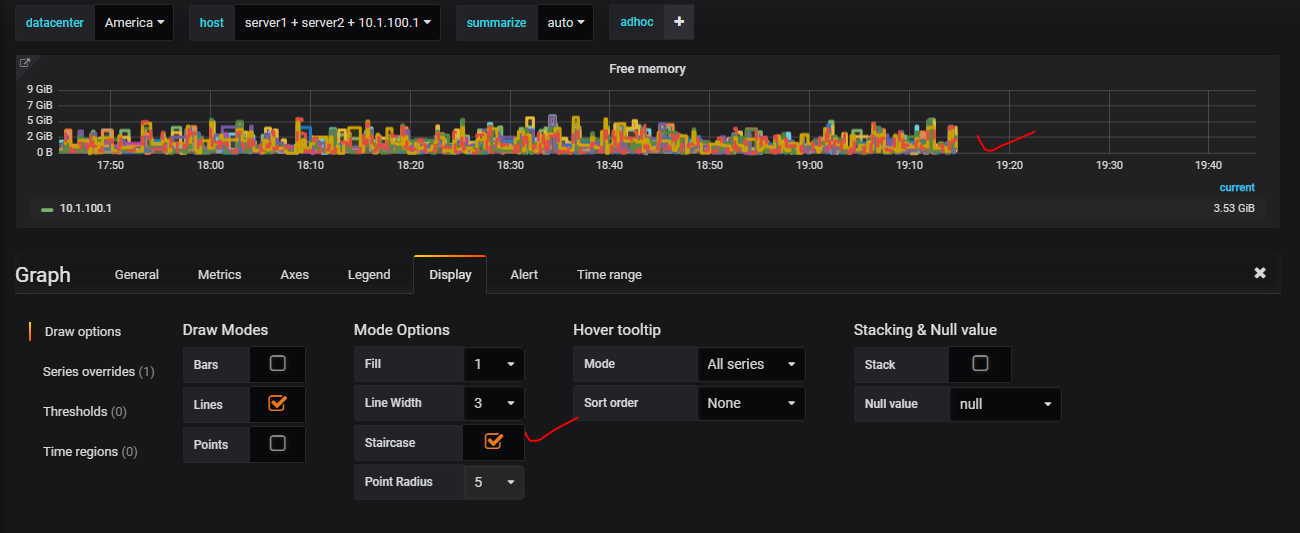 datacenter America host server1 + server2 + 10.1.100.1 summarize auto adhoc +
Free memory
9 GiB
7 GiB
5 GiB
2 GiB
0 B
17:50 18:00 18:10 18:20 18:30 18:40 18:50 19:00 19:10 19:20 19:30 19:40
current
10.1.100.1 3.53 GiB
Graph General Metrics Axes Legend Display Alert Time range
Draw options Draw Modes Mode Options Hover tooltip Stacking & Null value
Bars Fill 1 Mode All series Stack
Series overrides (1)
Lines Line Width 3 Sort order None Null value null
Thresholds (0)
Points Staircase
Time regions (0)
Point Radius 5